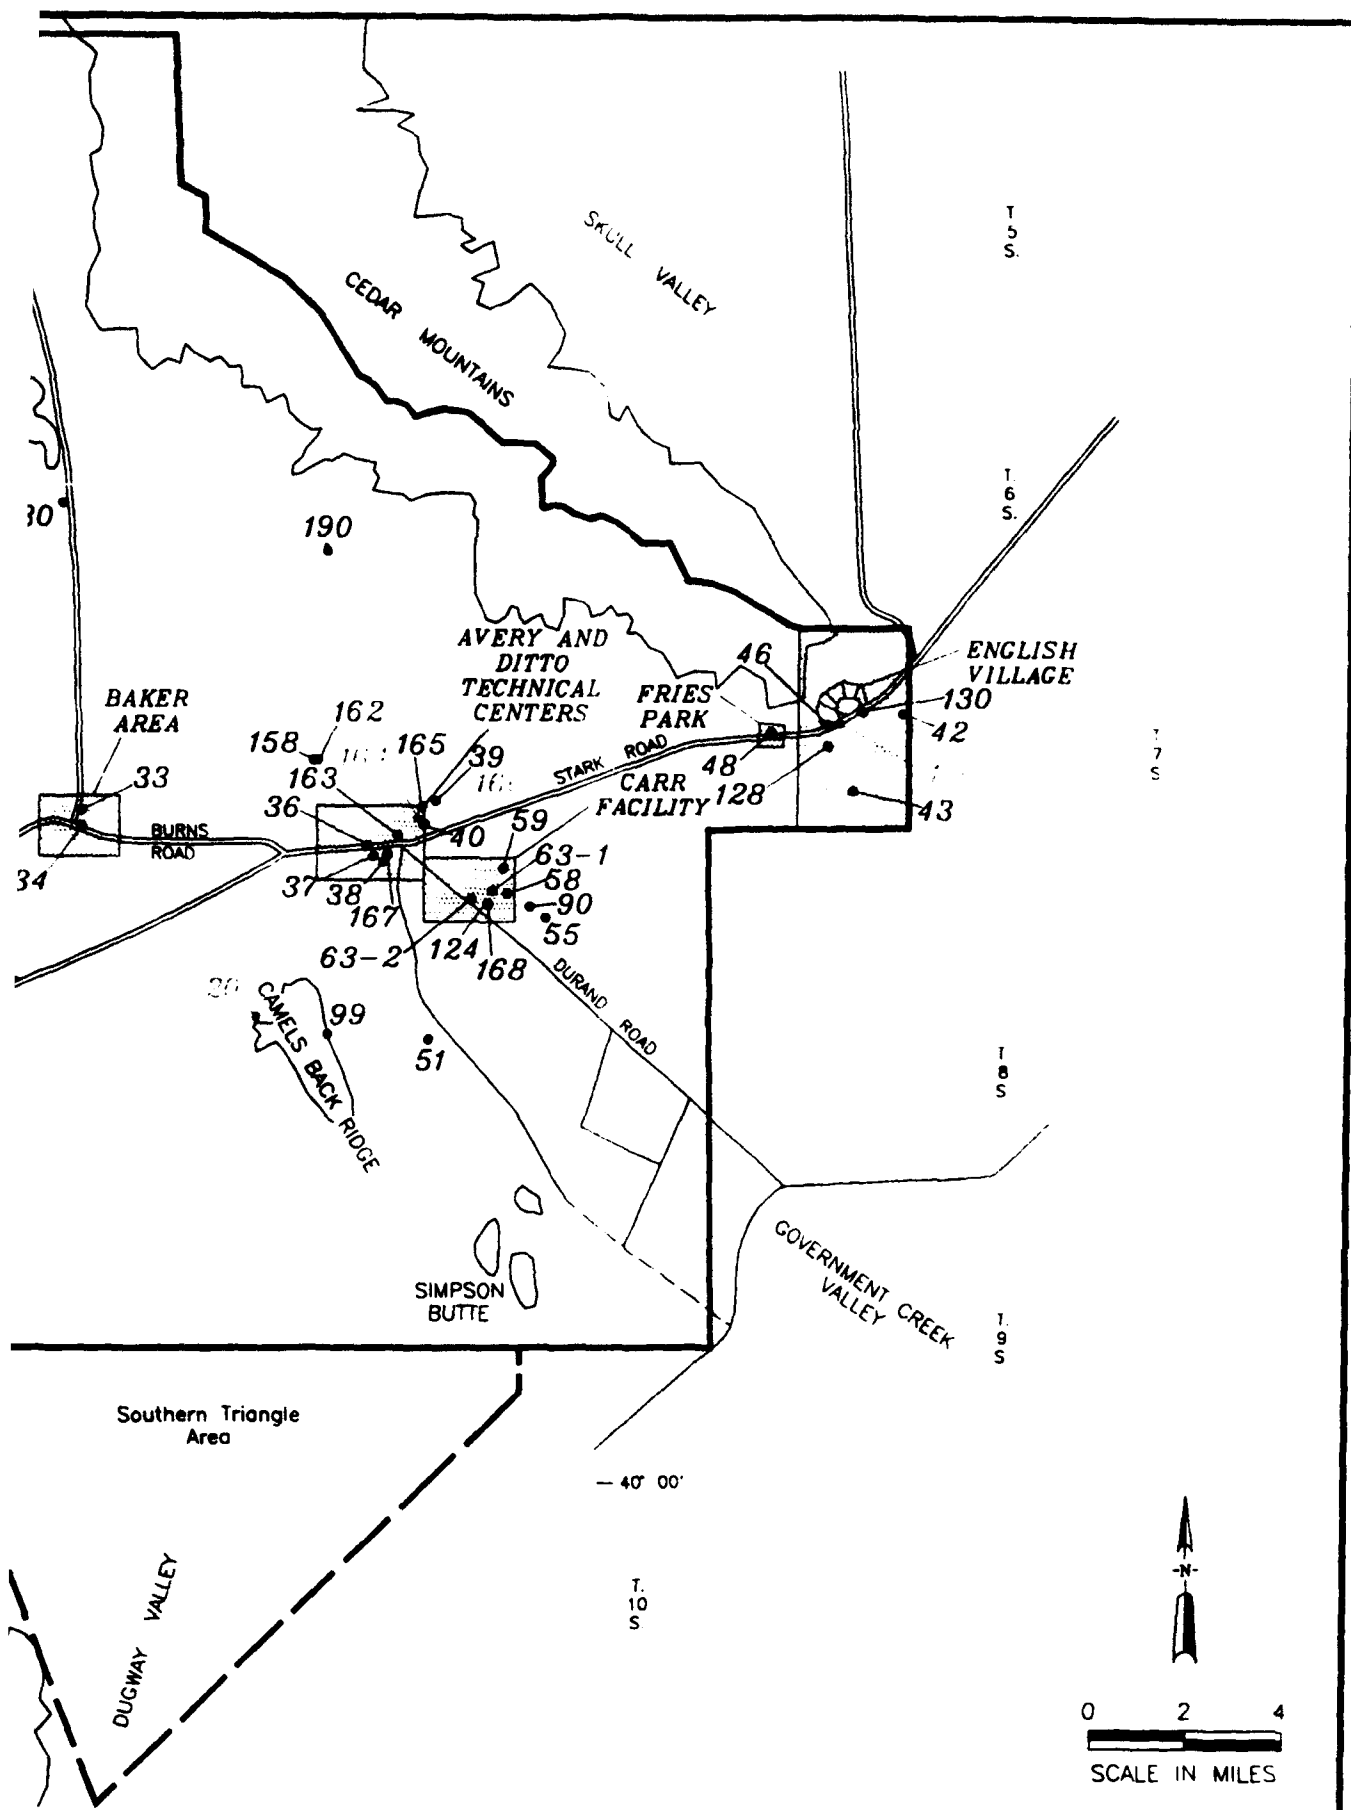 T
5
S.
SKULL VALLEY
CEDAR MOUNTAINS
T.
6
S.
190
AVERY AND
DITTO
TECHNICAL
CENTERS
46
ENGLISH
VILLAGE
BAKER
AREA
FRIES
PARK
130
42
162
158
165
39
163
STARK ROAD
48
T
7
S
33
36
CARR
FACILITY
128
43
BURNS
ROAD
40
59
63-1
34
37
38
58
167
90
55
63-2
124
168
DURAND ROAD
CAMELS BACK RIDGE
99
51
T
8
S
GOVERNMENT CREEK
VALLEY
SIMPSON
BUTTE
T.
9
S
Southern Triangle
Area
— 40° 00'
DUGWAY VALLEY
T.
10
S
-N-
0 2 4
SCALE IN MILES